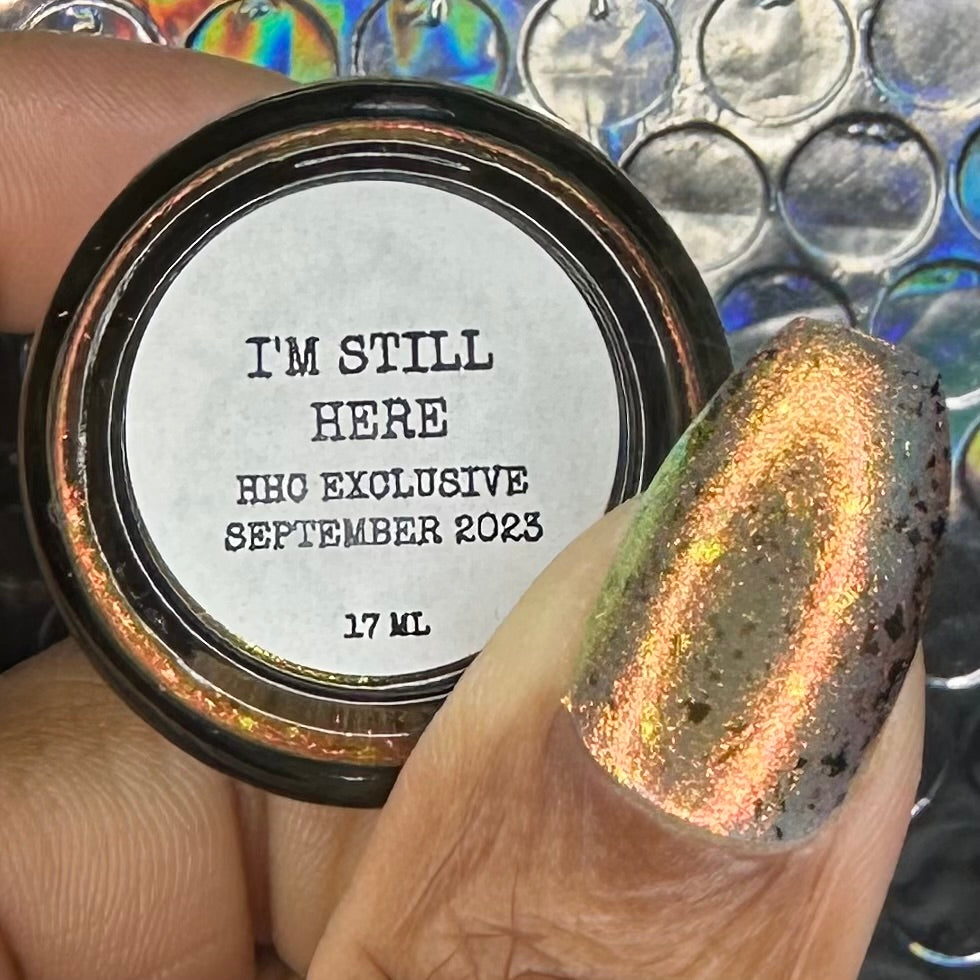 I'M STILL
HERE
HHC EXCLUSIVE
SEPTEMBER 2023
17 ML